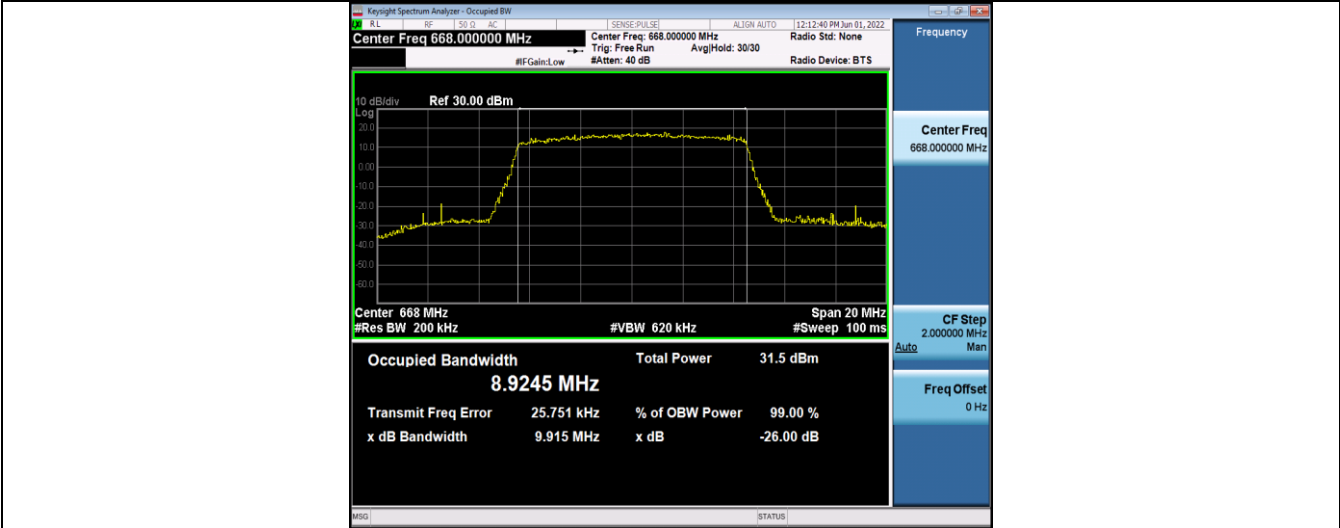 Keysight Spectrum Analyzer - Occupied BW
RL RF 50 Ω AC SENSE:PULSE ALIGN AUTO 12:12:40 PM Jun 01, 2022
Center Freq 668.000000 MHz
Center Freq: 668.000000 MHz Radio Std: None
Trig: Free Run Avg|Hold: 30/30
#IFGain:Low #Atten: 40 dB Radio Device: BTS
10 dB/div Ref 30.00 dBm
Log
20.0
10.0
0.00
-10.0
-20.0
-30.0
-40.0
-50.0
-60.0
Center 668 MHz Span 20 MHz
#Res BW 200 kHz #VBW 620 kHz #Sweep 100 ms
Occupied Bandwidth Total Power 31.5 dBm
8.9245 MHz
Transmit Freq Error 25.751 kHz % of OBW Power 99.00 %
x dB Bandwidth 9.915 MHz x dB -26.00 dB
MSG STATUS
Frequency
Center Freq
668.000000 MHz
CF Step
2.000000 MHz
Auto Man
Freq Offset
0 Hz